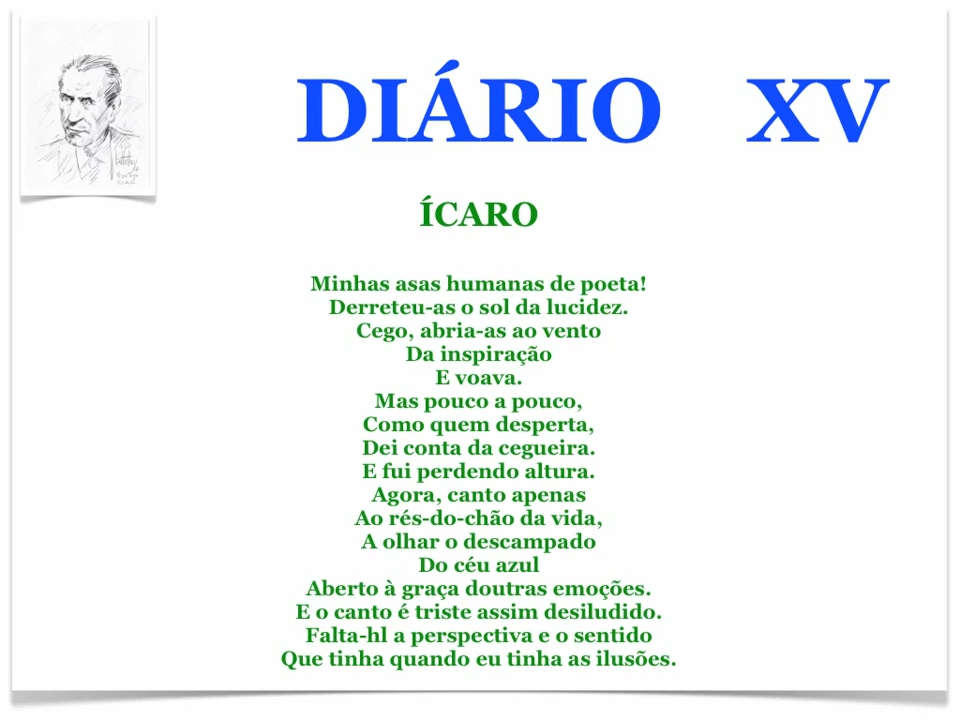 DIÁRIO XV
ÍCARO
Minhas asas humanas de poeta!
Derreteu-as o sol da lucidez.
Cego, abria-as ao vento
Da inspiração
E voava.
Mas pouco a pouco,
Como quem desperta,
Dei conta da cegueira.
E fui perdendo altura.
Agora, canto apenas
Ao rés-do-chão da vida,
A olhar o descampado
Do céu azul
Aberto à graça doutras emoções.
E o canto é triste assim desiludido.
Falta-hl a perspectiva e o sentido
Que tinha quando eu tinha as ilusões.